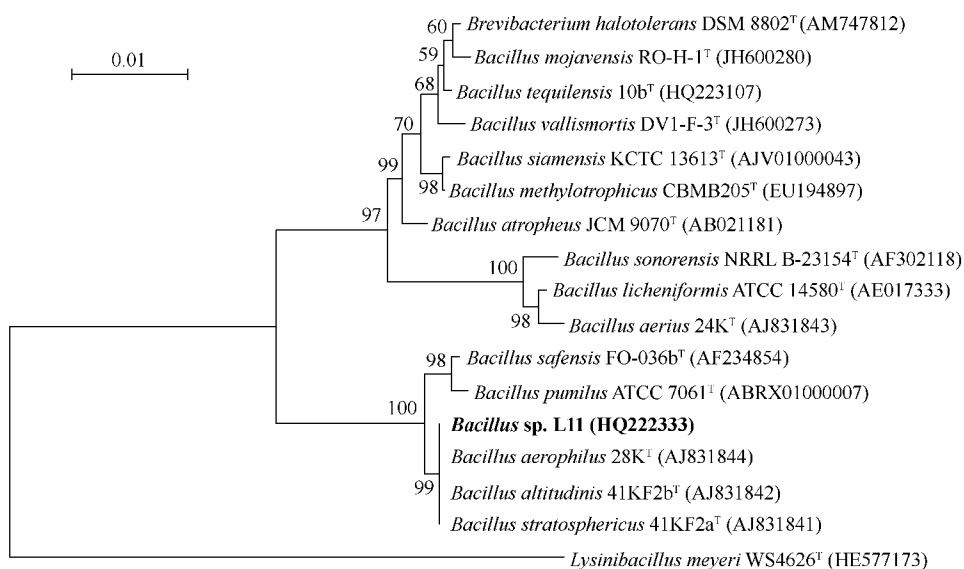 60
Brevibacterium halotolerans DSM 8802ᵀ (AM747812)
0.01
59
Bacillus mojavensis RO-H-1ᵀ (JH600280)
68
Bacillus tequilensis 10bᵀ (HQ223107)
70
Bacillus vallismortis DV1-F-3ᵀ (JH600273)
99
Bacillus siamensis KCTC 13613ᵀ (AJV01000043)
98
Bacillus methylotrophicus CBMB205ᵀ (EU194897)
97
Bacillus atropheus JCM 9070ᵀ (AB021181)
100
Bacillus sonorensis NRRL B-23154ᵀ (AF302118)
Bacillus licheniformis ATCC 14580ᵀ (AE017333)
98
Bacillus aerius 24Kᵀ (AJ831843)
98
Bacillus safensis FO-036bᵀ (AF234854)
Bacillus pumilus ATCC 7061ᵀ (ABRX01000007)
100
Bacillus sp. L11 (HQ222333)
Bacillus aerophilus 28Kᵀ (AJ831844)
99
Bacillus altitudinis 41KF2bᵀ (AJ831842)
Bacillus stratosphericus 41KF2aᵀ (AJ831841)
Lysinibacillus meyeri WS4626ᵀ (HE577173)